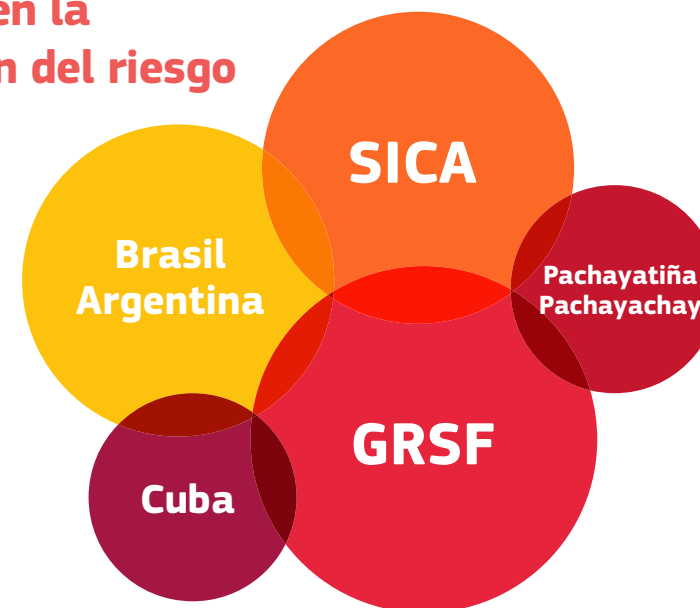 en la
n del riesgo
SICA
Brasil
Argentina
Pachayatiña
Pachayachay
GRSF
Cuba